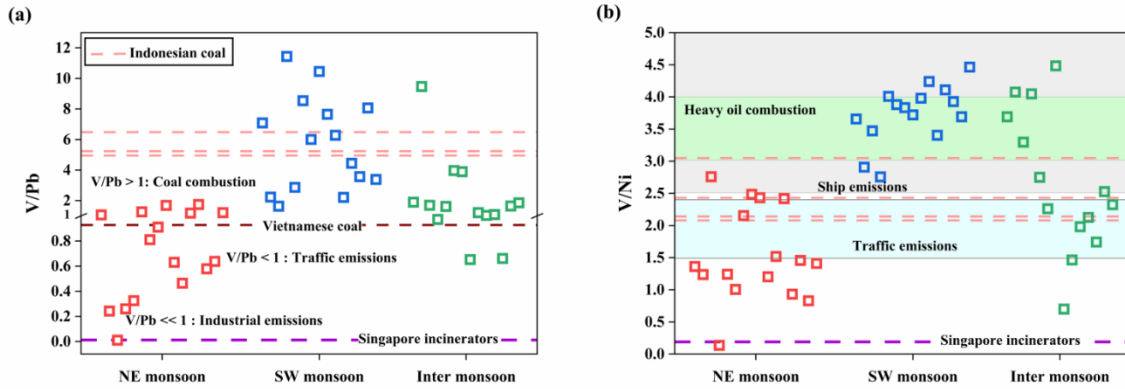 (a)
Indonesian coal
12
10
8
6
4
2
1
0.8
0.6
0.4
0.2
0.0
V/Pb
V/Pb > 1: Coal combustion
Vietnamese coal
V/Pb < 1 : Traffic emissions
V/Pb << 1 : Industrial emissions
Singapore incinerators
NE monsoon
SW monsoon
Inter monsoon
(b)
5.0
4.5
4.0
3.5
3.0
2.5
2.0
1.5
1.0
0.5
0.0
V/Ni
Heavy oil combustion
Ship emissions
Traffic emissions
Singapore incinerators
NE monsoon
SW monsoon
Inter monsoon